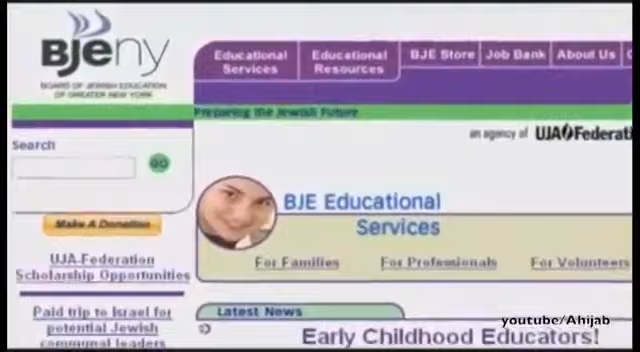 BJEny
BOARD OF JEWISH EDUCATION
OF GREATER NEW YORK
Educational
Services
Educational
Resources
BJE Store
Job Bank
About Us
Preparing the Jewish Future
an agency of UJA Federati
Search
GO
BJE Educational
Services
Make A Donation
For Families
For Professionals
For Volunteers
UJA-Federation
Scholarship Opportunities
Paid trip to Israel for
potential Jewish
communal leaders
Latest News
Early Childhood Educators!
youtube/Ahijab